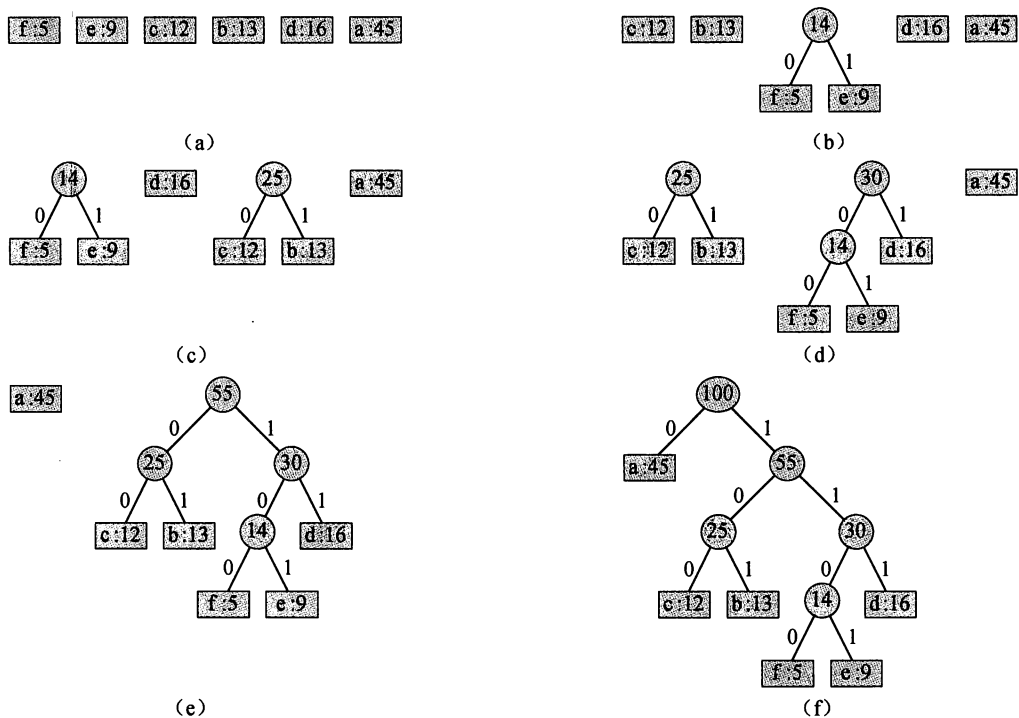 f:5 e:9 c:12 b:13 d:16 a:45
(a)
c:12 b:13 14 d:16 a:45
0 1
f:5 e:9
(b)
14 d:16 25 a:45
0 1 0 1
f:5 e:9 c:12 b:13
(c)
25 30 a:45
0 1 0 1
c:12 b:13 14 d:16
0 1
f:5 e:9
(d)
a:45 55
0 1
25 30
0 1 0 1
c:12 b:13 14 d:16
0 1
f:5 e:9
(e)
100
0 1
a:45 55
0 1
25 30
0 1 0 1
c:12 b:13 14 d:16
0 1
f:5 e:9
(f)